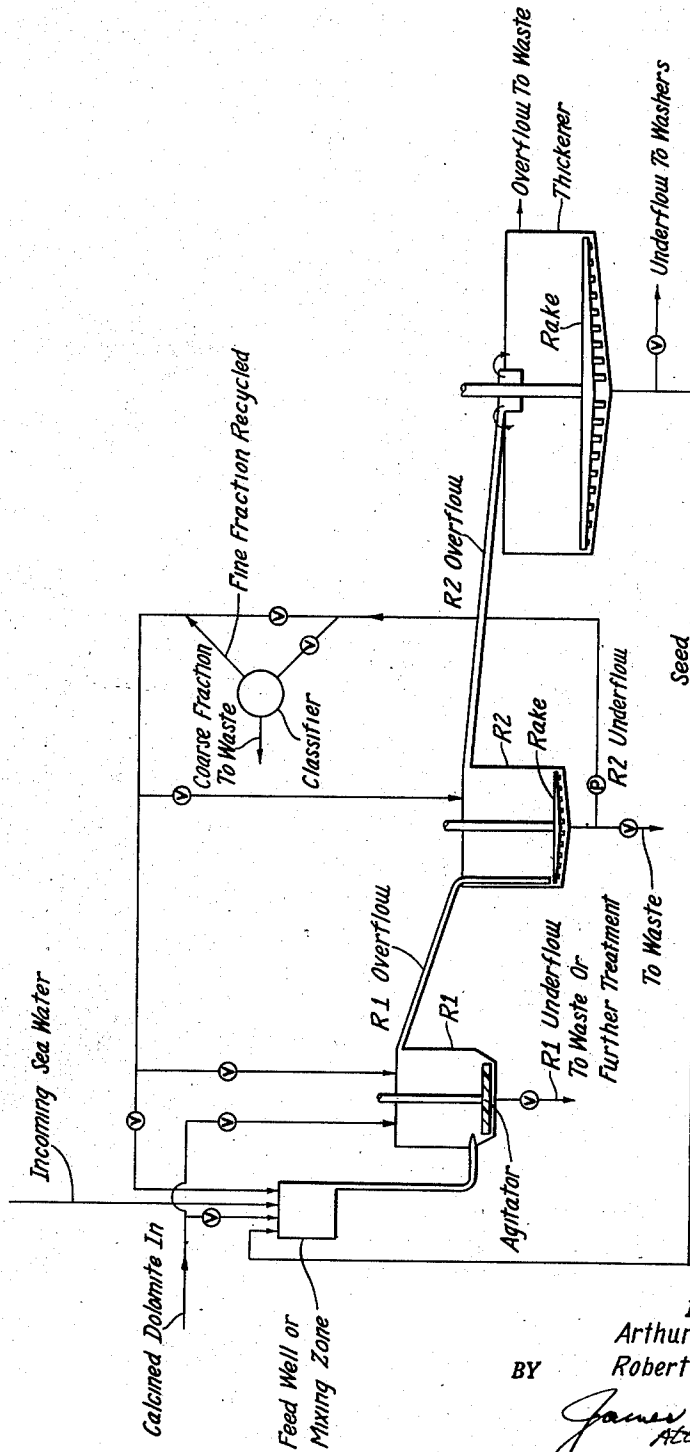 Overflow To Waste
Thickener
Underflow To Washers
Rake
Fine Fraction Recycled
R2 Overflow
Coarse Fraction
To Waste
Classifier
R2
Rake
R2 Underflow
Seed
To Waste
Incoming Sea Water
R1 Overflow
R1
R1 Underflow
To Waste Or
Further Treatment
Agitator
Calcined Dolomite In
Feed Well or
Mixing Zone
V
V
V
V
V
V
V
V
V
V
P
Arthur
BY
Robert
James